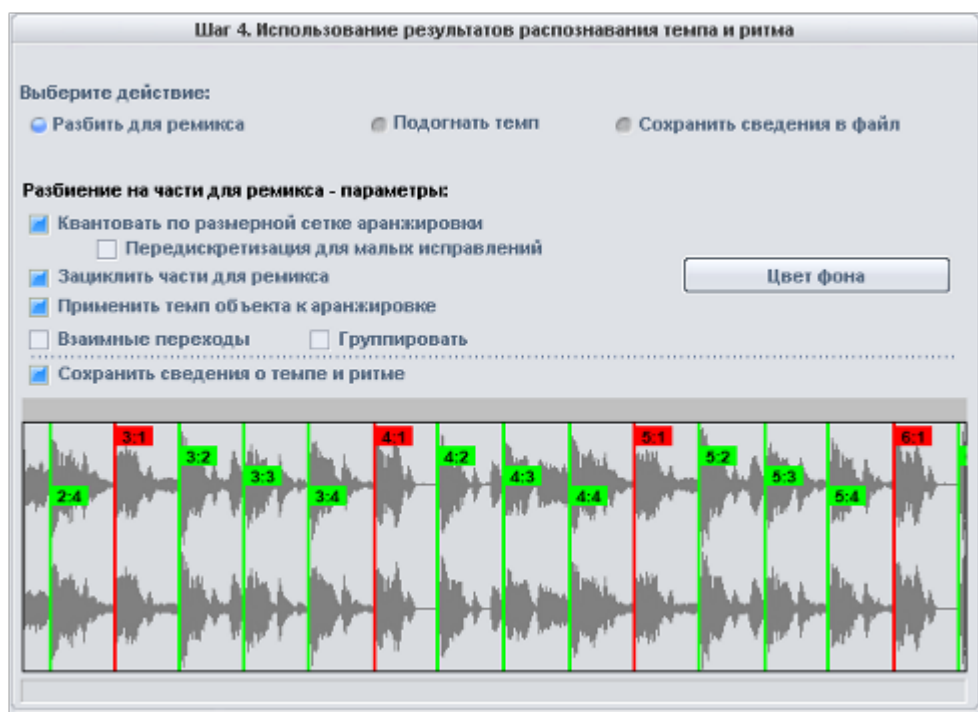 Шаг 4. Использование результатов распознавания темпа и ритма
Выберите действие:
Разбить для ремикса Подогнать темп Сохранить сведения в файл
Разбиение на части для ремикса - параметры:
Квантовать по размерной сетке аранжировки
Передискретизация для малых исправлений
Зациклить части для ремикса Цвет фона
Применить темп объекта к аранжировке
Взаимные переходы Группировать
Сохранить сведения о темпе и ритме
3:1 4:1 5:1 6:1
3:2 4:2 5:2
3:3 4:3 5:3
2:4 3:4 4:4 5:4